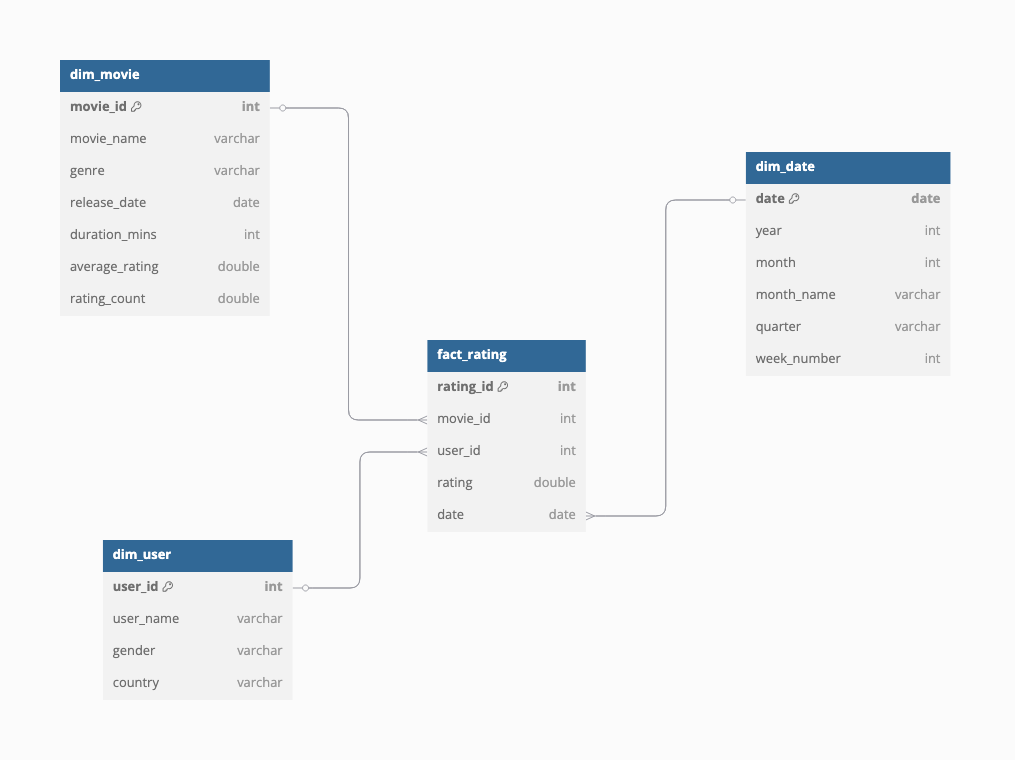 dim_movie
movie_id int
movie_name varchar
genre varchar
release_date date
duration_mins int
average_rating double
rating_count double
dim_date
date date
year int
month int
month_name varchar
quarter varchar
week_number int
fact_rating
rating_id int
movie_id int
user_id int
rating double
date date
dim_user
user_id int
user_name varchar
gender varchar
country varchar